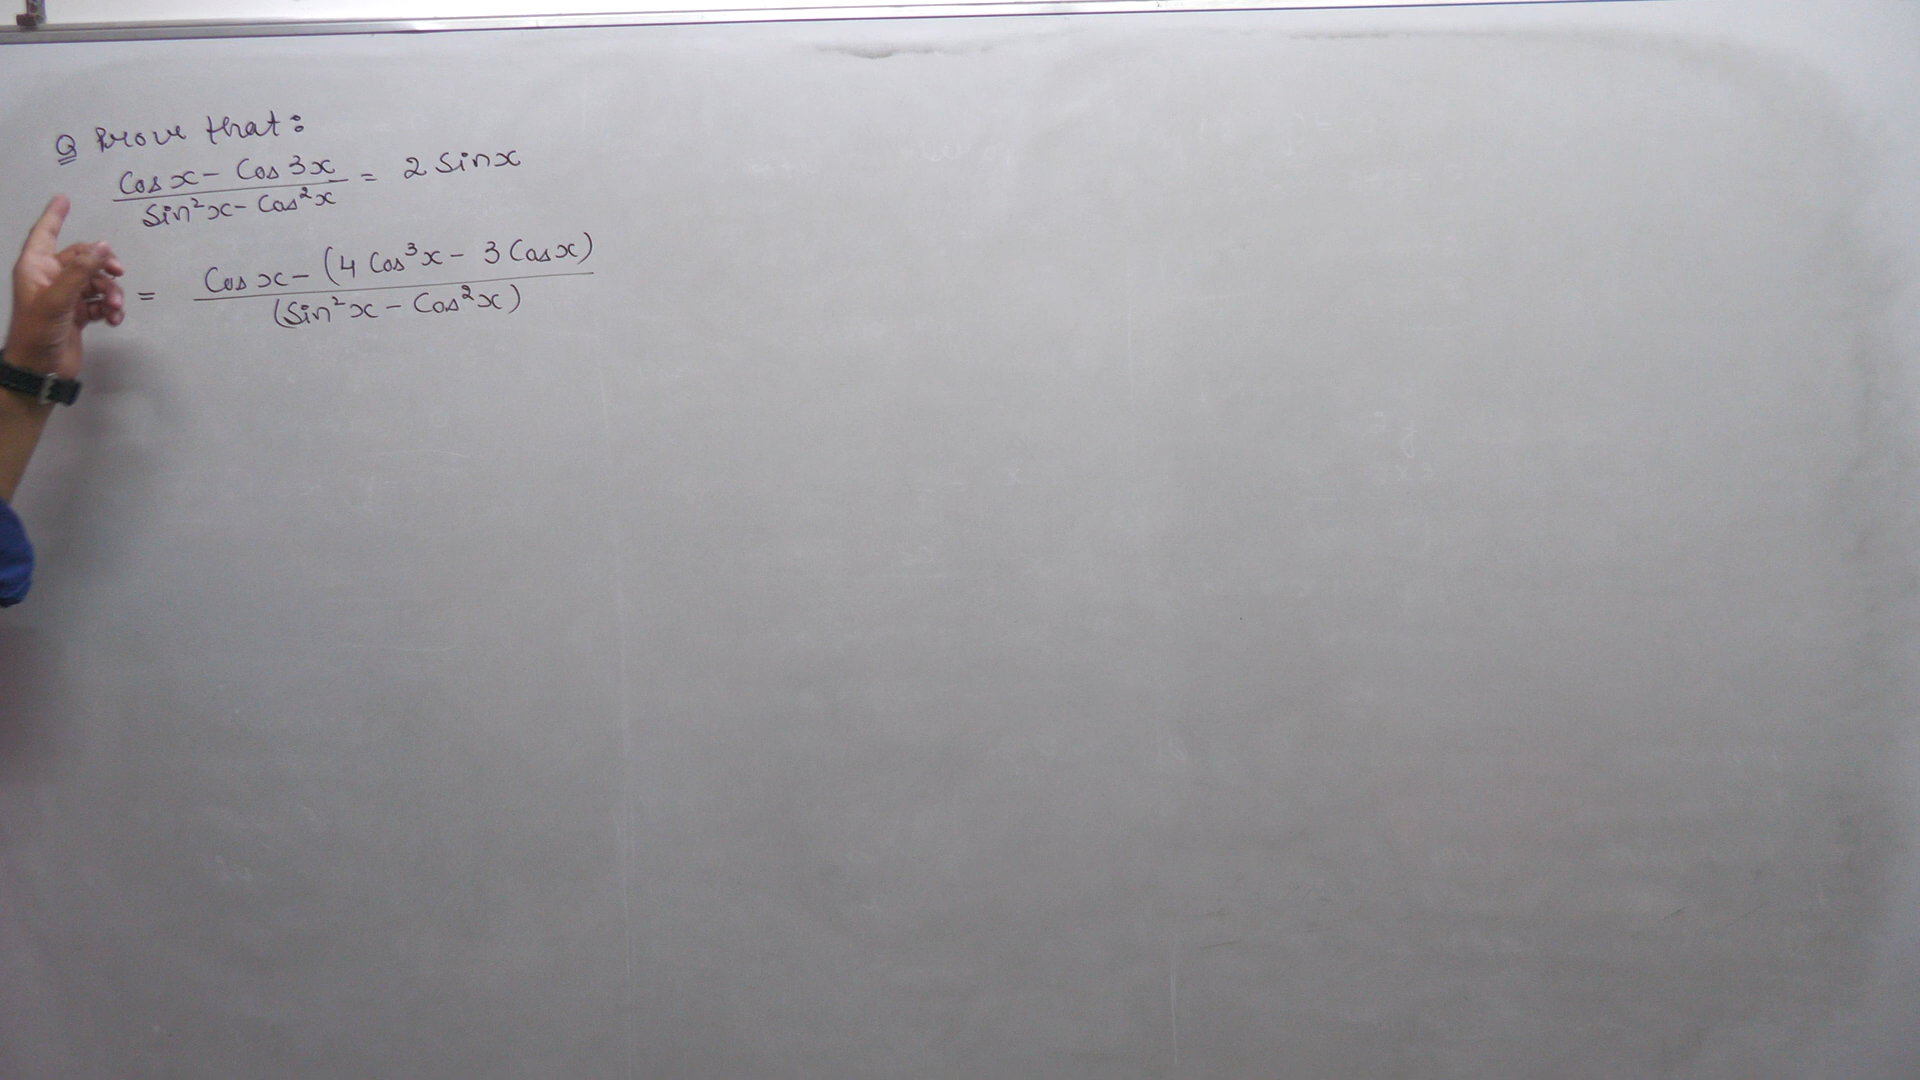 Q Prove that:
Cos x - Cos 3x / Sin²x - Cos²x = 2 Sin x
= Cos x - (4 Cos³x - 3 Cos x) / (Sin²x - Cos²x)